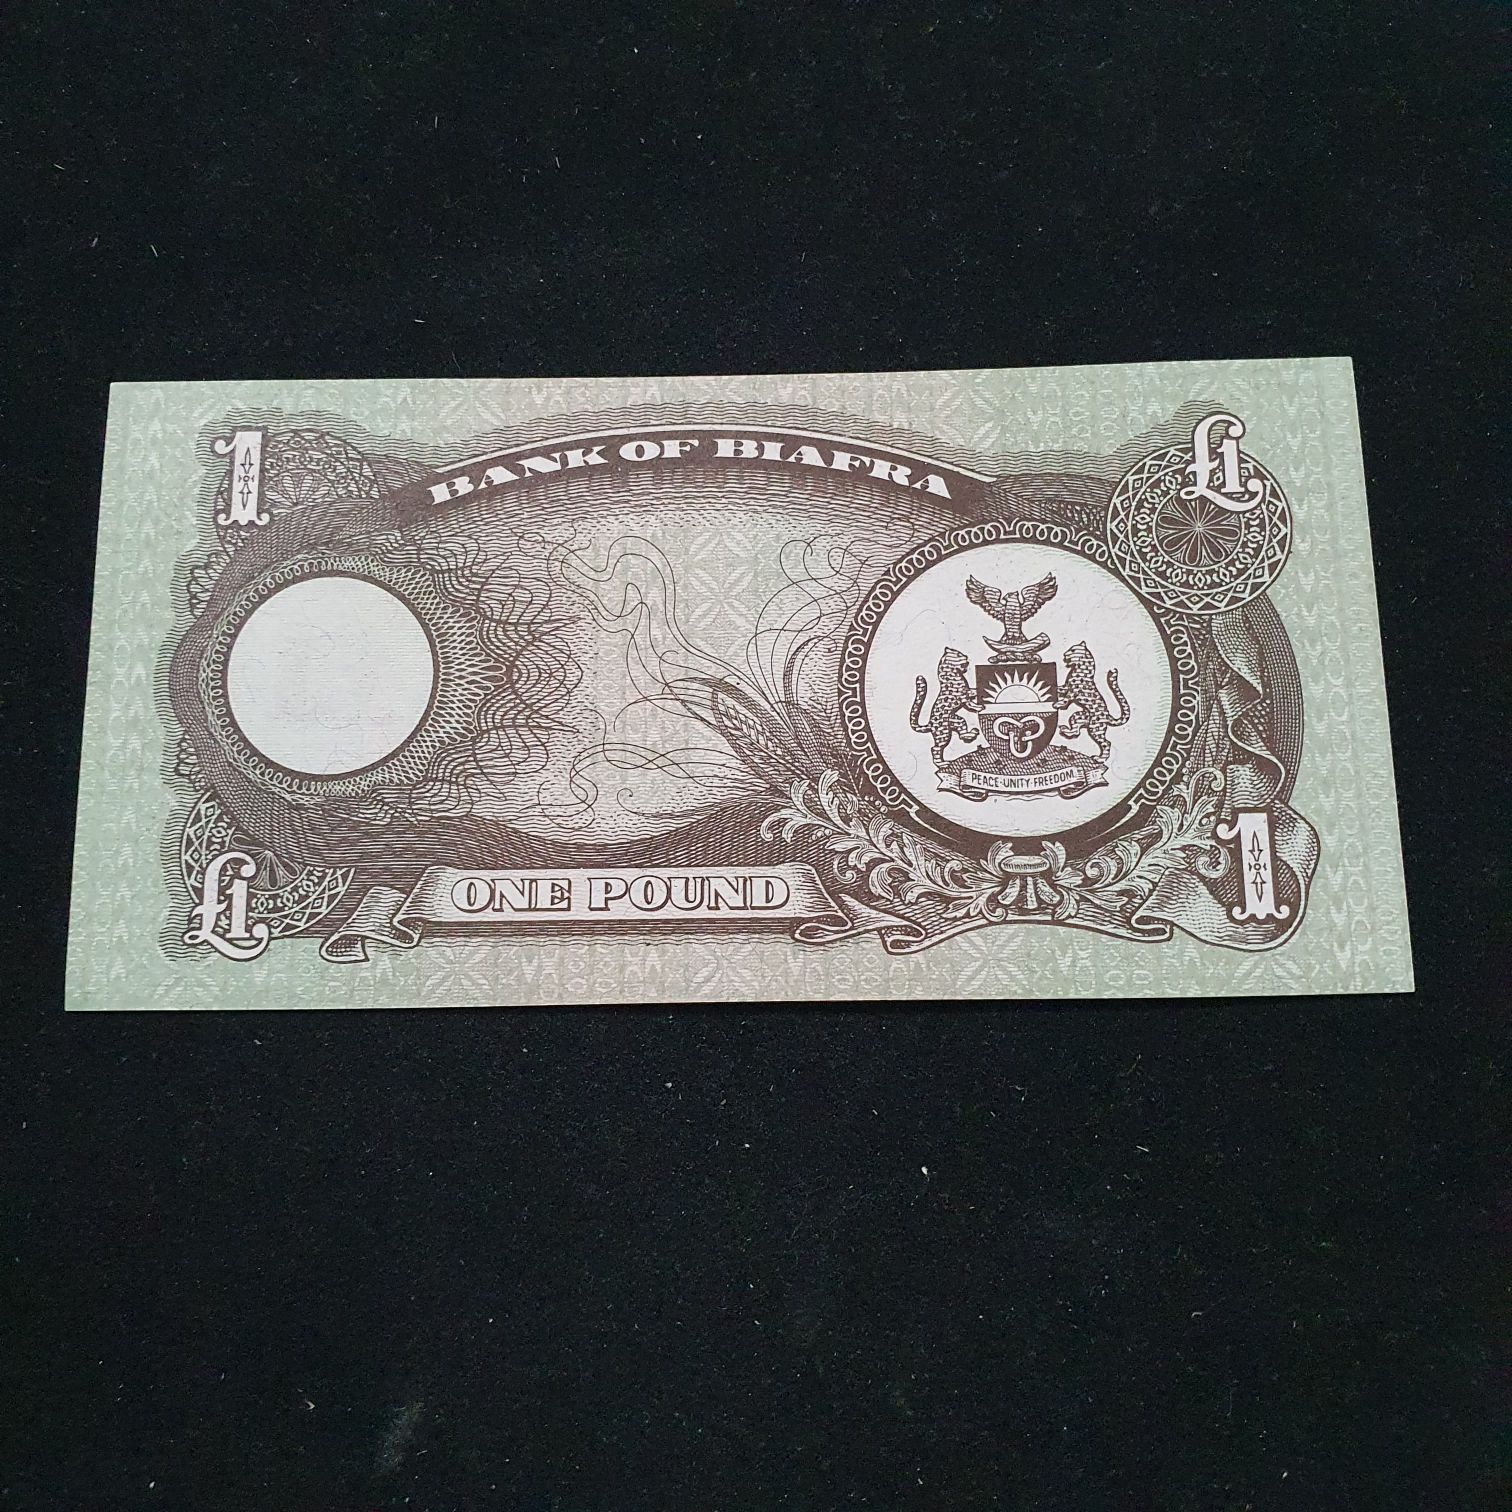 1
£1
BANK OF BIAFRA
PEACE·UNITY·FREEDOM
£1
ONE POUND
1